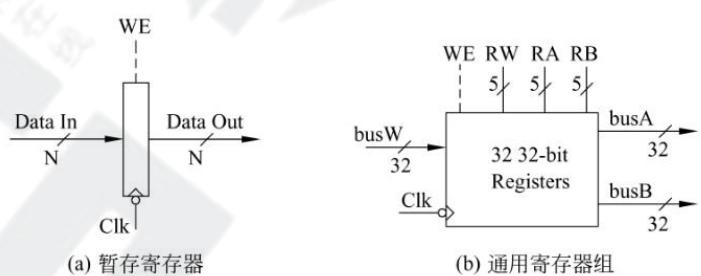 WE
Data In
Data Out
N
N
Clk
(a) 暂存寄存器
WE RW RA RB
5 5 5
busW
32
32 32-bit
Registers
busA
32
Clk
busB
32
(b) 通用寄存器组